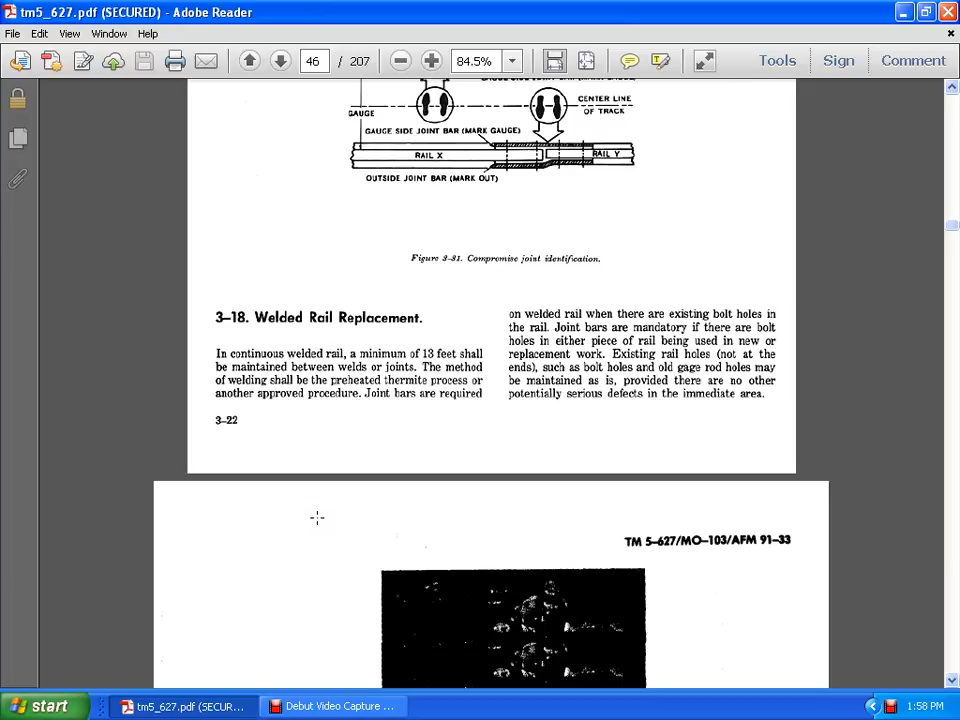 tm5_627.pdf (SECURED) - Adobe Reader
File Edit View Window Help
46 / 207 84.5% Tools Sign Comment
CENTER LINE
OF TRACK
GAUGE
GAUGE SIDE JOINT BAR (MARK GAUGE)
RAIL X RAIL Y
OUTSIDE JOINT BAR (MARK OUT)
Figure 3-31. Compromise joint identification.
3–18. Welded Rail Replacement.
In continuous welded rail, a minimum of 13 feet shall
be maintained between welds or joints. The method
of welding shall be the preheated thermite process or
another approved procedure. Joint bars are required
3–22
on welded rail when there are existing bolt holes in
the rail. Joint bars are mandatory if there are bolt
holes in either piece of rail being used in new or
replacement work. Existing rail holes (not at the
ends), such as bolt holes and old gage rod holes may
be maintained as is, provided there are no other
potentially serious defects in the immediate area.
TM 5–627/MO–103/AFM 91–33
start tm5_627.pdf (SECUR... Debut Video Capture ... 1:58 PM